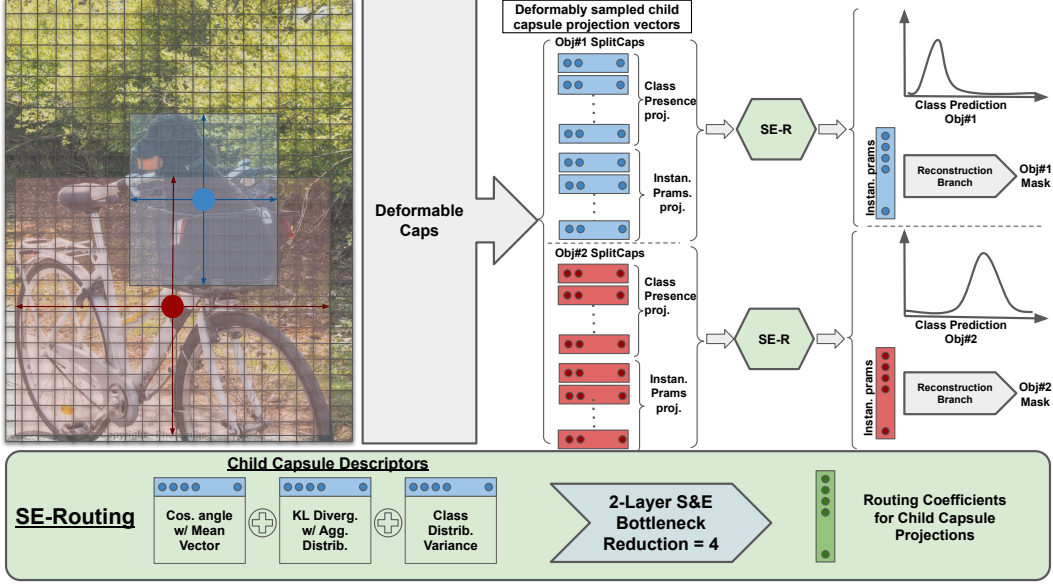 Deformably sampled child
capsule projection vectors
Obj#1 SplitCaps
Class
Presence
proj.
Instan.
Prams.
proj.
Deformable
Caps
SE-R
Class Prediction
Obj#1
Instan. prams
Reconstruction
Branch
Obj#1
Mask
Obj#2 SplitCaps
Class
Presence
proj.
Instan.
Prams
proj.
SE-R
Class Prediction
Obj#2
Instan. prams
Reconstruction
Branch
Obj#2
Mask
SE-Routing
Child Capsule Descriptors
Cos. angle
w/ Mean
Vector
KL Diverg.
w/ Agg.
Distrib.
Class
Distrib.
Variance
2-Layer S&E
Bottleneck
Reduction = 4
Routing Coefficients
for Child Capsule
Projections